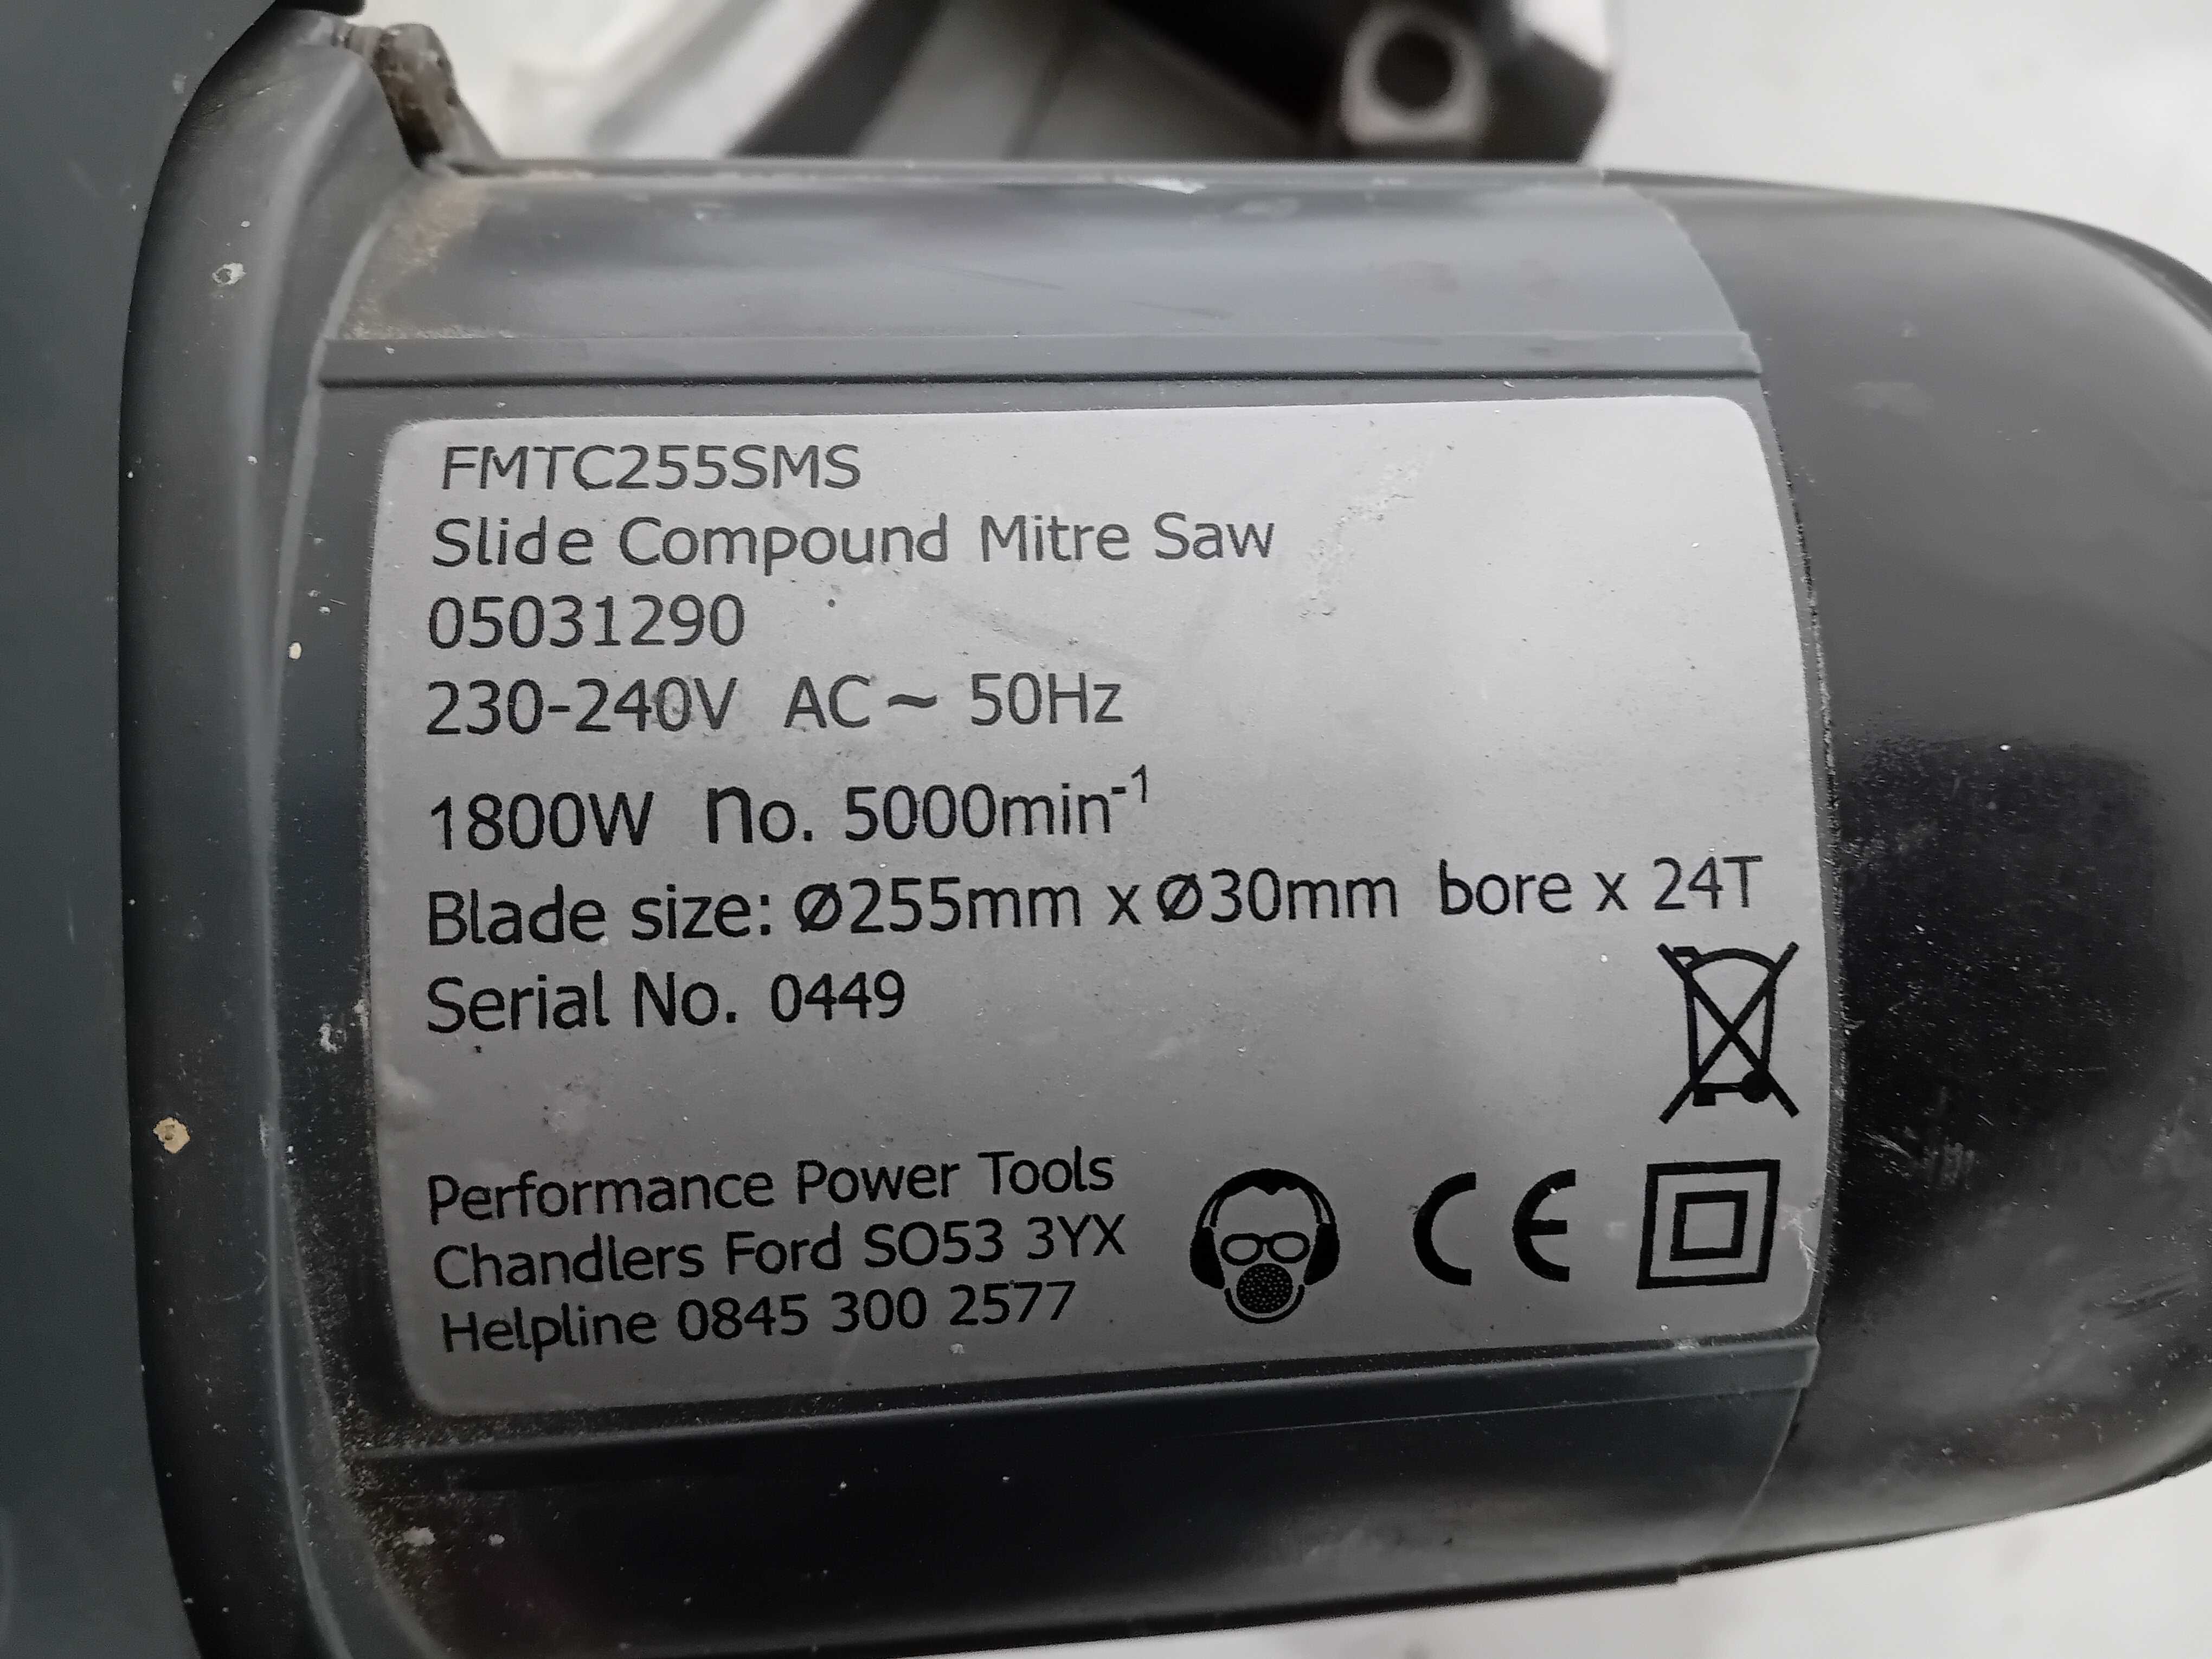 FMTC255SMS
Slide Compound Mitre Saw
05031290
230-240V AC ~ 50Hz
1800W no. 5000min⁻¹
Blade size: Ø255mm x Ø30mm bore x 24T
Serial No. 0449
Performance Power Tools
Chandlers Ford SO53 3YX
Helpline 0845 300 2577
CE